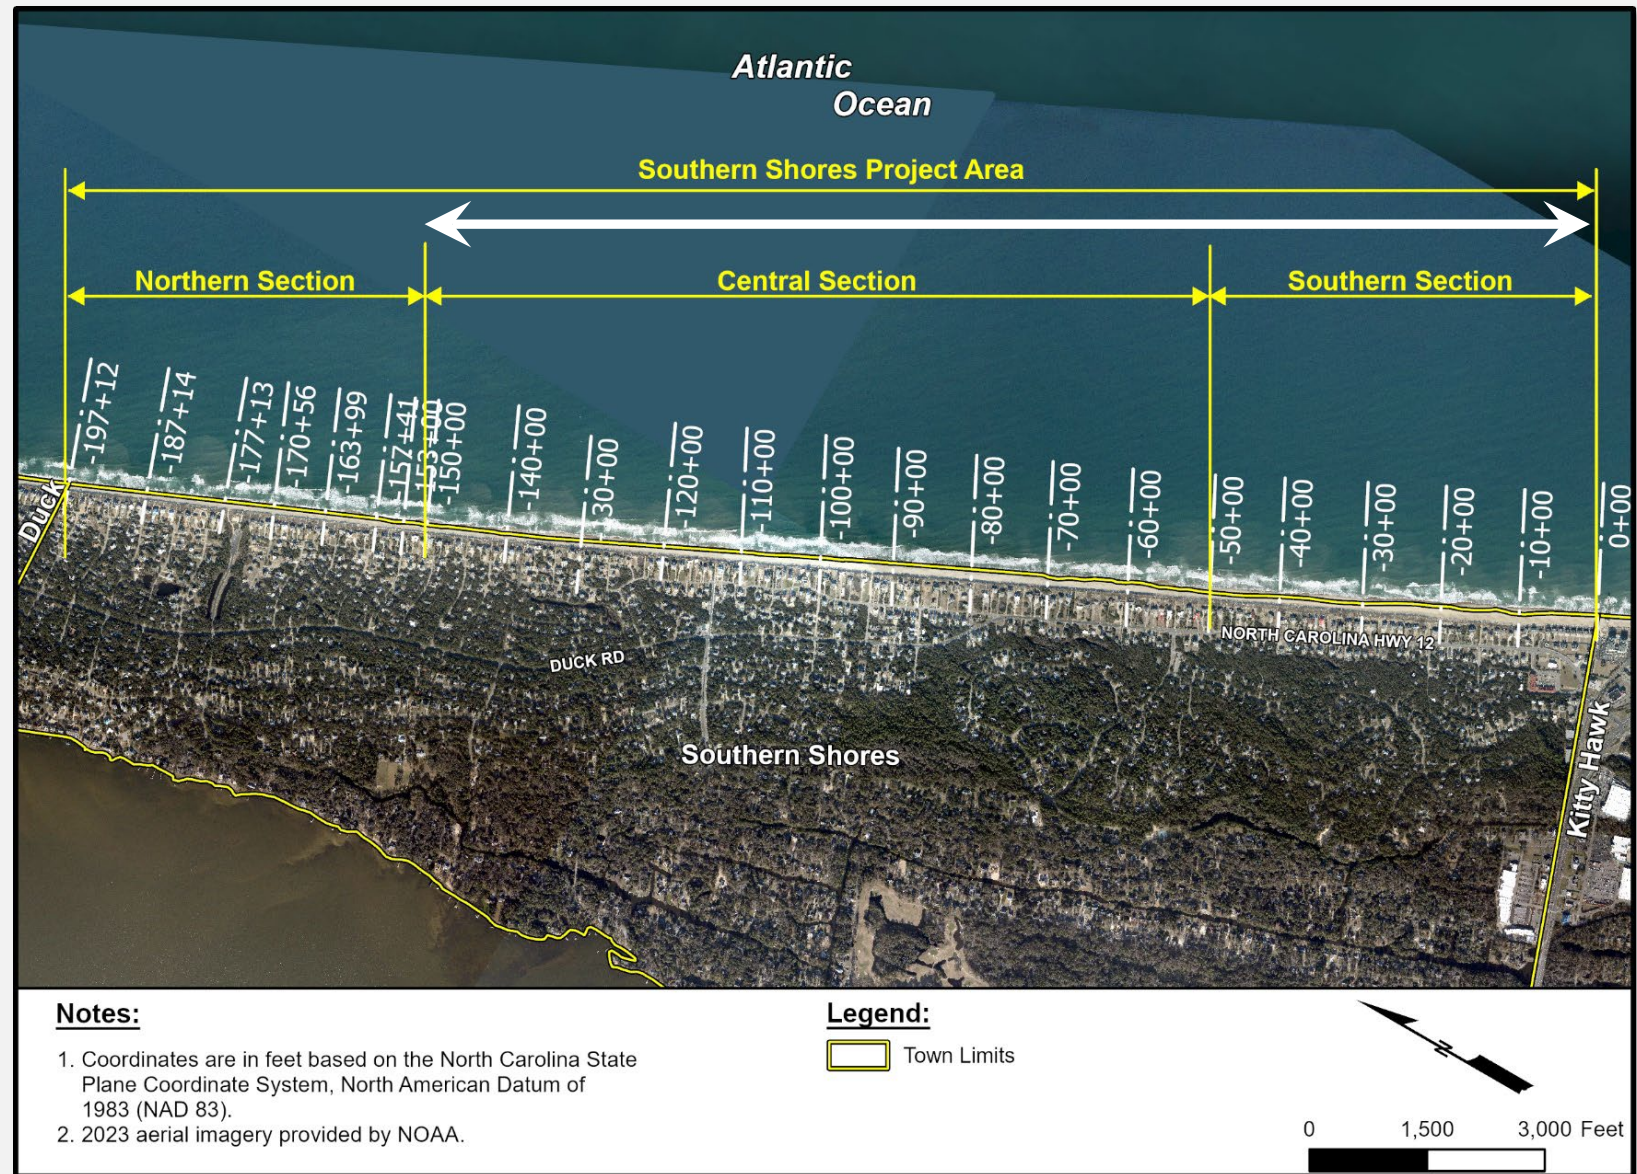 Atlantic
Ocean
Southern Shores Project Area
Northern Section
Central Section
Southern Section
-197+12
-187+14
-177+13
-170+56
-163+99
-157+41
-153+00
-150+00
-140+00
-30+00
-120+00
-110+00
-100+00
-90+00
-80+00
-70+00
-60+00
-50+00
-40+00
-30+00
-20+00
-10+00
0+00
Duck
NORTH CAROLINA HWY 12
DUCK RD
Southern Shores
Kitty Hawk
Notes:
1. Coordinates are in feet based on the North Carolina State
Plane Coordinate System, North American Datum of
1983 (NAD 83).
2. 2023 aerial imagery provided by NOAA.
Legend:
Town Limits
N
0 1,500 3,000 Feet